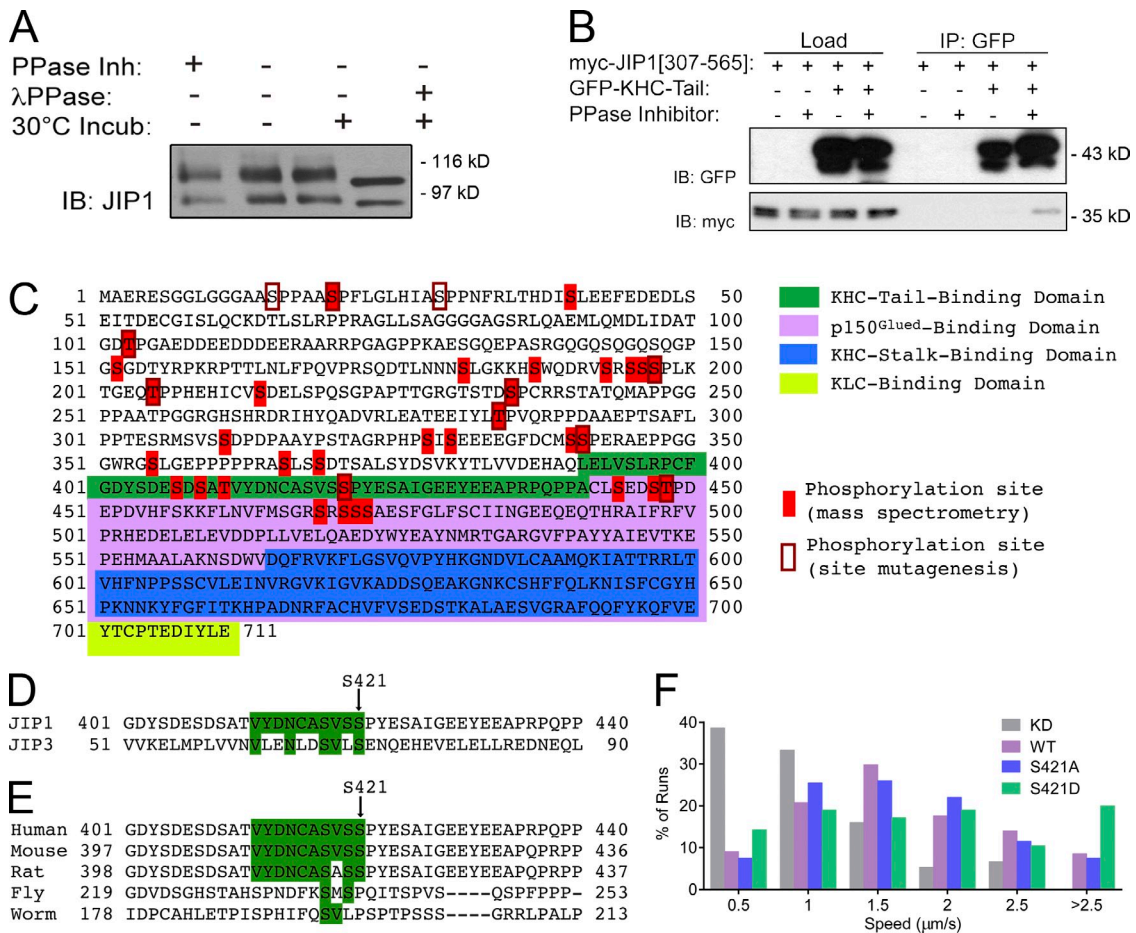 A
PPase Inh: + - - -
λPPase: - - - +
30°C Incub: - - + +
IB: JIP1
- 116 kD
- 97 kD
B
Load IP: GFP
myc-JIP1[307-565]: + + + + + + + +
GFP-KHC-Tail: - - + + - - + +
PPase Inhibitor: - + - + - + - +
IB: GFP
- 43 kD
IB: myc
- 35 kD
C
1 MAERESGGLGGGAASPPAASPFLGLHIASPPNFRLTHDISLEEFEDEDLS 50
51 EITDECGISLQCKDTLSLRPPRAGLLSAGGGGAGSRLQAEMLQMDLIDAT 100
101 GDTPGAEDDEEDDDEERAARRPGAGPPKAESGQEPASRGQGQSQGQSQGP 150
151 GSGDTYRPKRPTTLNLFPQVPRSQDTLNNNSLGKKHSWQDRVSRSSSPLK 200
201 TGEQTPPHEHICVSDELPQSGPAPTTGRGTSTDSPCRRSTATQMAPPGG 250
251 PPAATPGGRGHSHRDRIHYQADVRLEATEEIYLTPVQRPPDAAEPTSAFL 300
301 PPTESRMSVSSDPDPAAYPSTAGRPHPSISEEEEGFDCMSSPERAEPPGG 350
351 GWRGSLGEPPPPPRASLSSDTSALSYDSVKYTLVVDEHAQLELVSLRPCF 400
401 GDYSDESDSATVYDNCASVSSPYESAIGEEYEEAPRPQPPACLSEDSTPD 450
451 EPDVHFSKKFLNVFMSGRSRSSSAESFGLFSCIINGEEQEQTHRAIFRFV 500
501 PRHEDELELEVDDPLLVELQAEDYWYEAYNMRTGARGVFPAYYAIEVTKE 550
551 PEHMAALAKNSDWVDQFRVKFLGSVQVPYHKGNDVLCAAMQKIATTRRLT 600
601 VHFNPPSSCVLEINVRGVKIGVKADDSQEAKGNKCSHFFQLKNISFCGYH 650
651 PKNNKYFGFITKHPADNRFACHVFVSEDSTKALAESVGRAFQQFYKQFVE 700
701 YTCPTEDIYLE 711
KHC-Tail-Binding Domain
p150Glued-Binding Domain
KHC-Stalk-Binding Domain
KLC-Binding Domain
Phosphorylation site
(mass spectrometry)
Phosphorylation site
(site mutagenesis)
D
S421
JIP1 401 GDYSDESDSATVYDNCASVSSPYESAIGEEYEEAPRPQPP 440
JIP3 51 VVKELMPLVVNVLENLDSVLSENQEHEVELELLREDNEQL 90
E
S421
Human 401 GDYSDESDSATVYDNCASVSSPYESAIGEEYEEAPRPQPP 440
Mouse 397 GDYSDESDSATVYDNCASVSSPYESAIGEEYEEAPQPRPP 436
Rat 398 GDYSDESDSATVYDNCASASSPYESAIGEEYEEAPQPRPP 437
Fly 219 GDVDSGHSTAHSPNDFKSMSPQITSPVS----QSPFPPP- 253
Worm 178 IDPCAHLETPISPHIFQSVLPSPTPSSS----GRRLPALP 213
F
% of Runs
40
30
20
10
0
KD
WT
S421A
S421D
0.5 1 1.5 2 2.5 >2.5
Speed (μm/s)